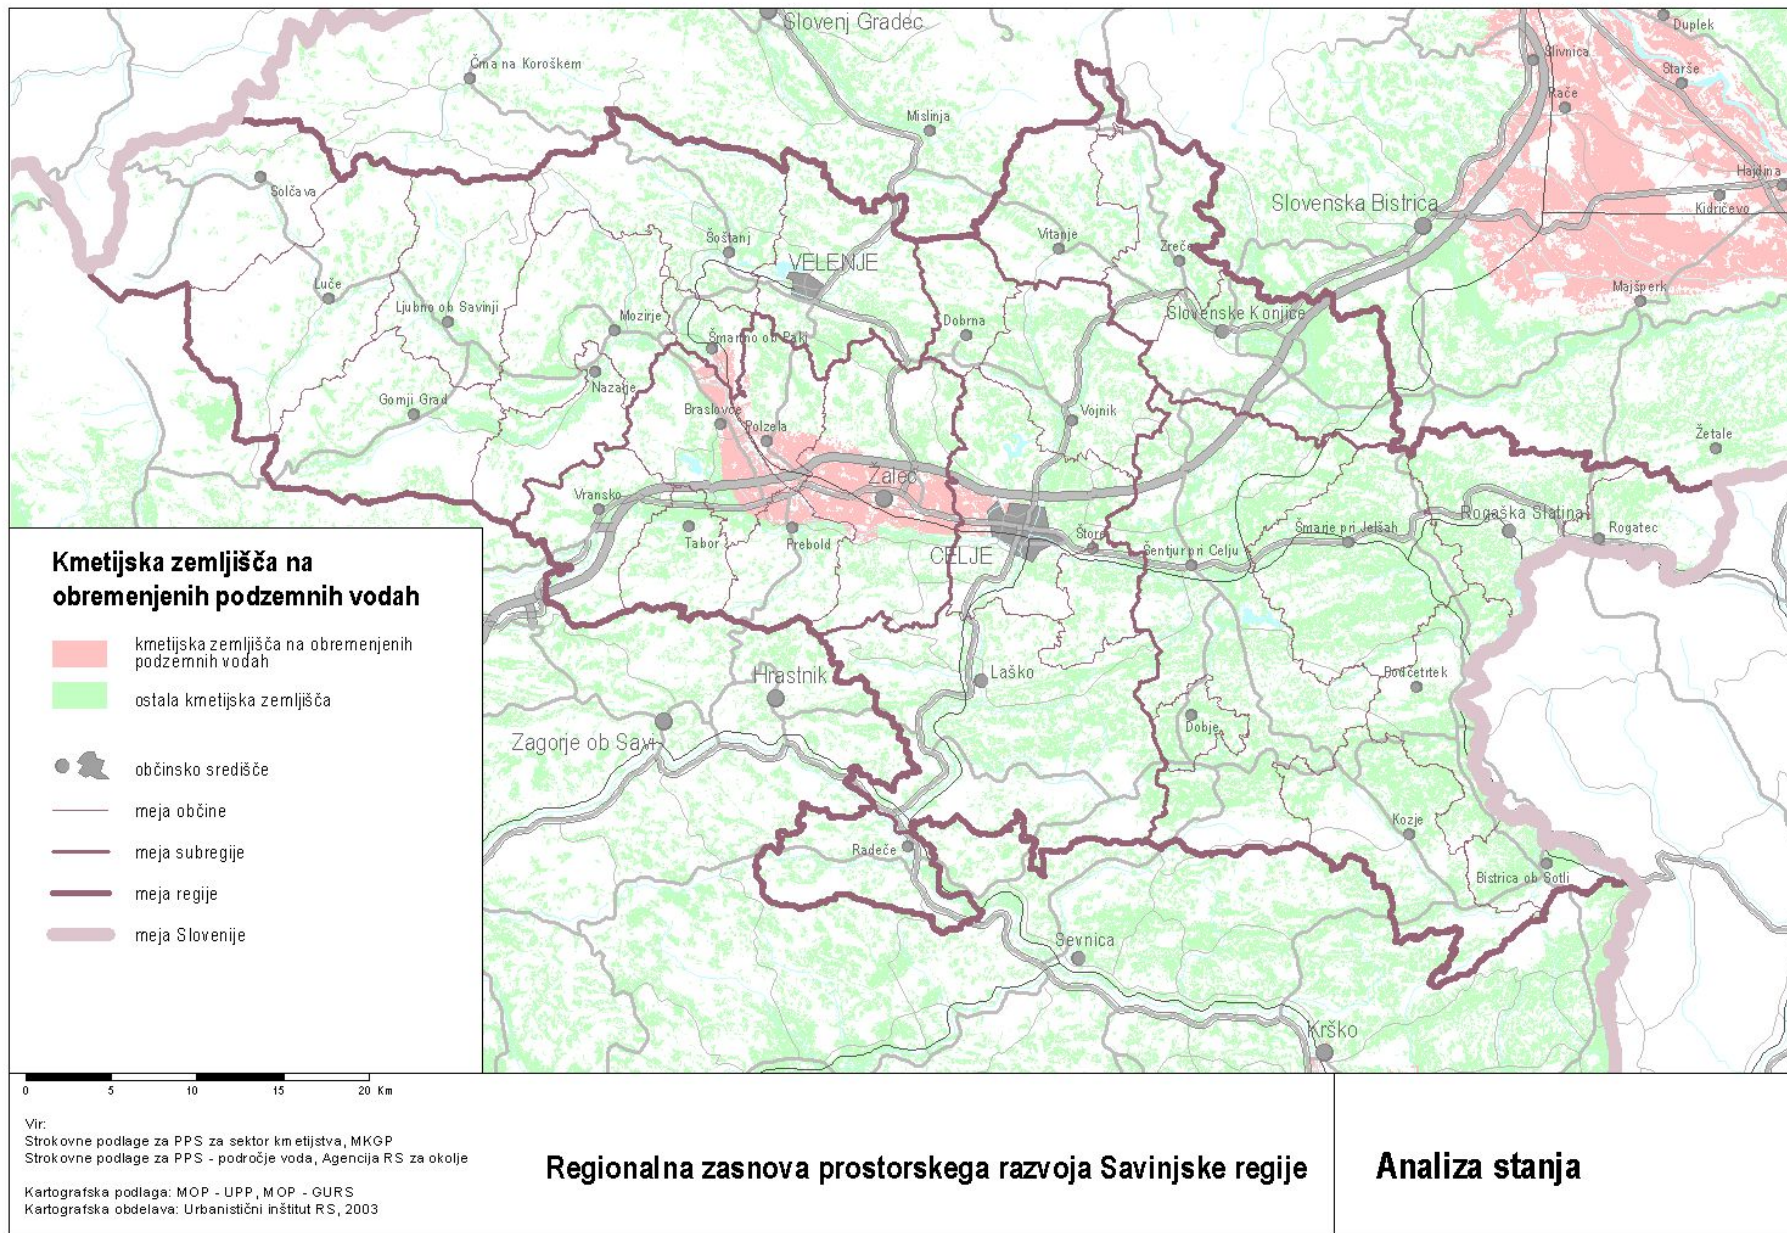 Slovenj Gradec
Duplek
Slivnica
Črna na Koroškem
Starše
Rače
Mislinja
Solčava
Hajdina
Kidričevo
Slovenska Bistrica
Šoštanj
Vitanje
Zreče
VELENJE
Luče
Ljubno ob Savinji
Majšperk
Mozirje
Dobrna
Slovenske Konjice
Šmartno ob Paki
Nazarje
Gornji Grad
Braslovče
Polzela
Vojnik
Žetale
Žalec
Vransko
Tabor
Prebold
CELJE
Štore
Šentjur pri Celju
Šmarje pri Jelšah
Rogaška Slatina
Rogatec
Kmetijska zemljišča na
obremenjenih podzemnih vodah
kmetijska zemljišča na obremenjenih
podzemnih vodah
ostala kmetijska zemljišča
občinsko središče
meja občine
meja subregije
meja regije
meja Slovenije
Hrastnik
Laško
Podčetrtek
Zagorje ob Savi
Dobje
Radeče
Kozje
Bistrica ob Sotli
Sevnica
Krško
0 5 10 15 20 Km
Vir:
Strokovne podlage za PPS za sektor kmetijstva, MKGP
Strokovne podlage za PPS - področje voda, Agencija RS za okolje
Kartografska podlaga: MOP - UPP, MOP - GURS
Kartografska obdelava: Urbanistični inštitut RS, 2003
Regionalna zasnova prostorskega razvoja Savinjske regije
Analiza stanja